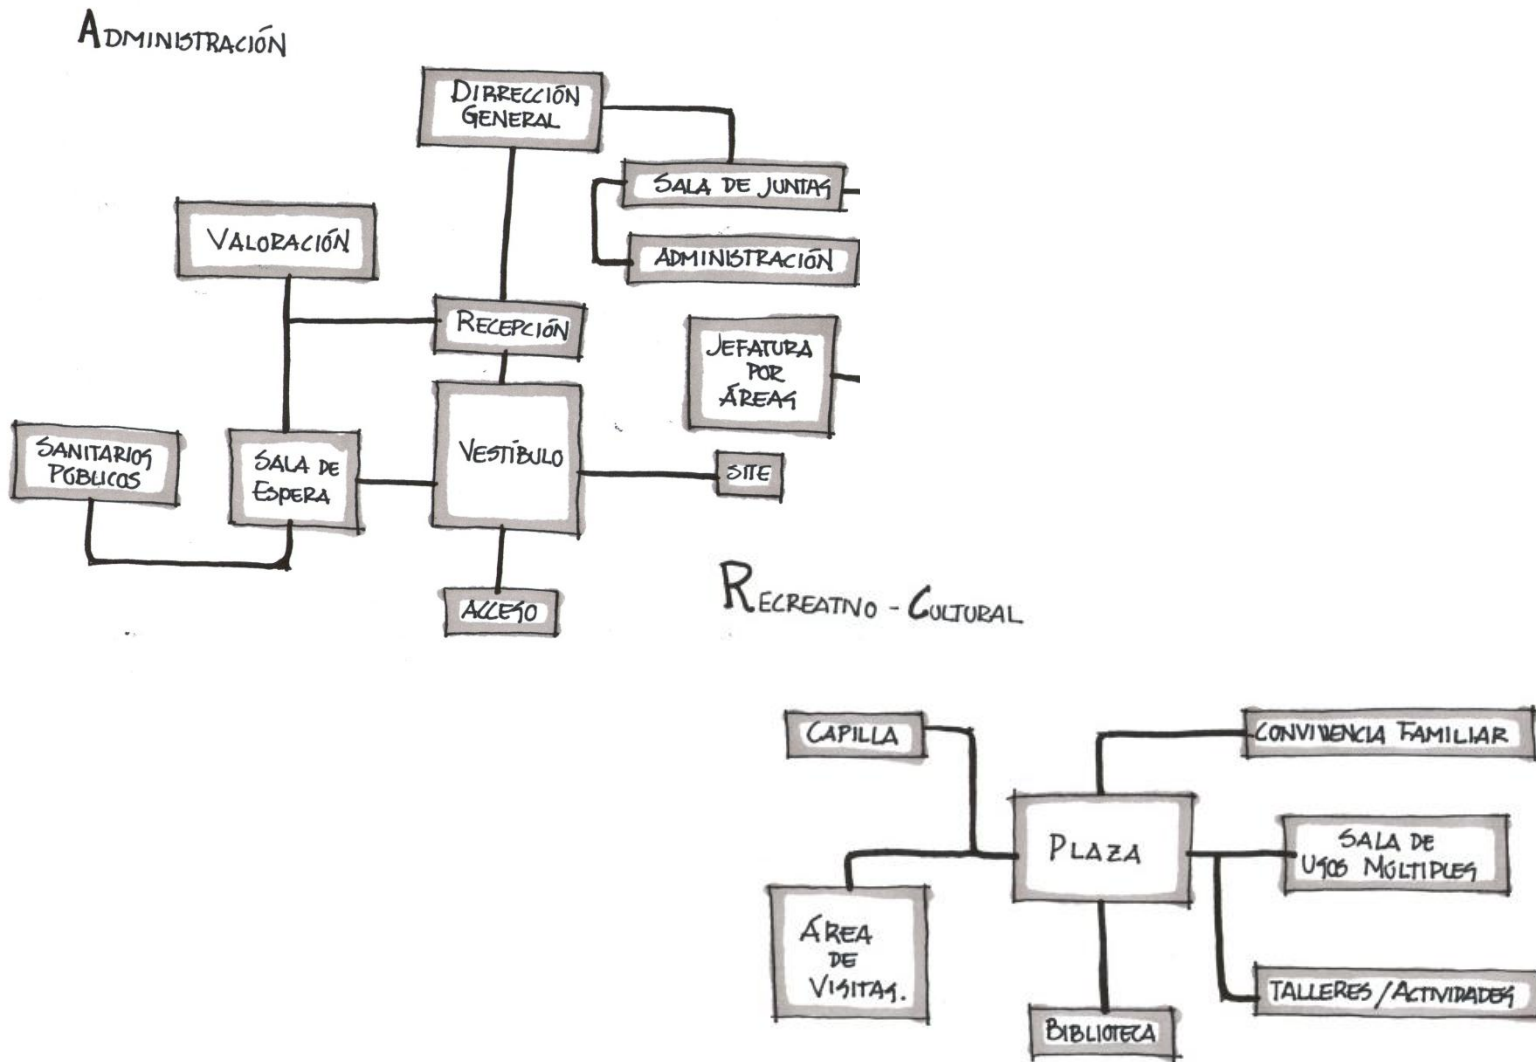 ADMINISTRACIÓN
DIRRECCIÓN
GENERAL
SALA DE JUNTAS
VALORACIÓN
ADMINISTRACIÓN
RECEPCIÓN
JEFATURA
POR
ÁREAS
SANITARIOS
PÚBLICOS
SALA DE
ESPERA
VESTÍBULO
SITE
ACCESO
RECREATIVO - CULTURAL
CAPILLA
CONVIVENCIA FAMILIAR
PLAZA
SALA DE
USOS MÚLTIPLES
ÁREA
DE
VISITAS.
TALLERES / ACTIVIDADES
BIBLIOTECA